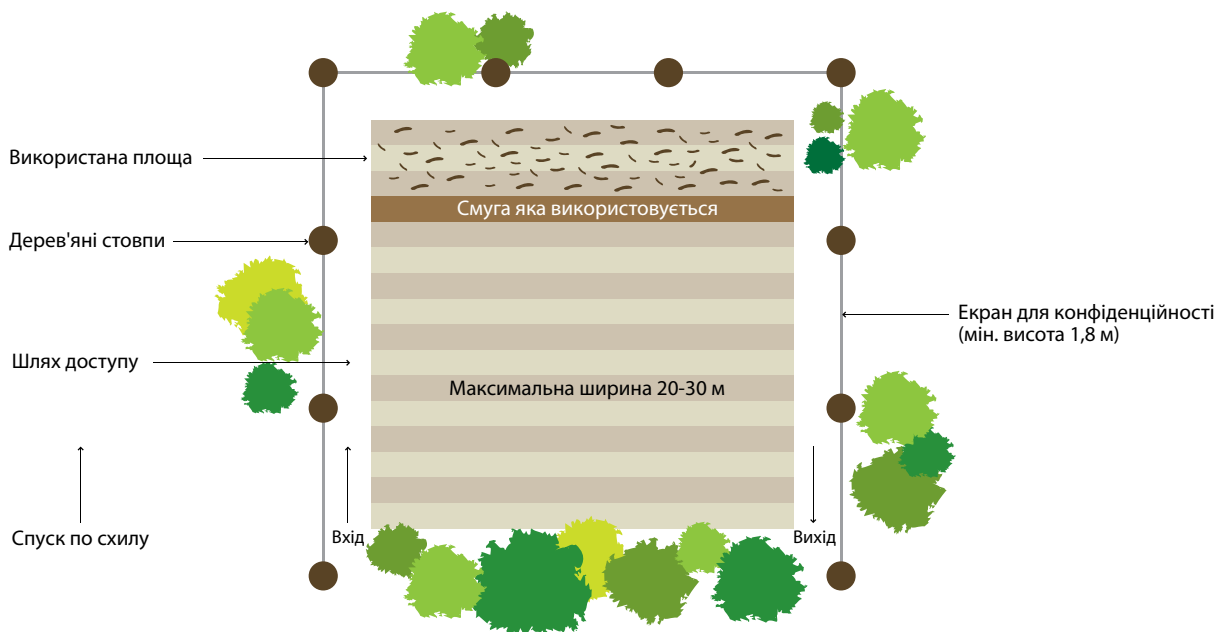 Використана площа
Смуга яка використовується
Дерев'яні стовпи
Екран для конфіденційності
(мін. висота 1,8 м)
Шлях доступу
Максимальна ширина 20-30 м
Спуск по схилу
Вхід
Вихід